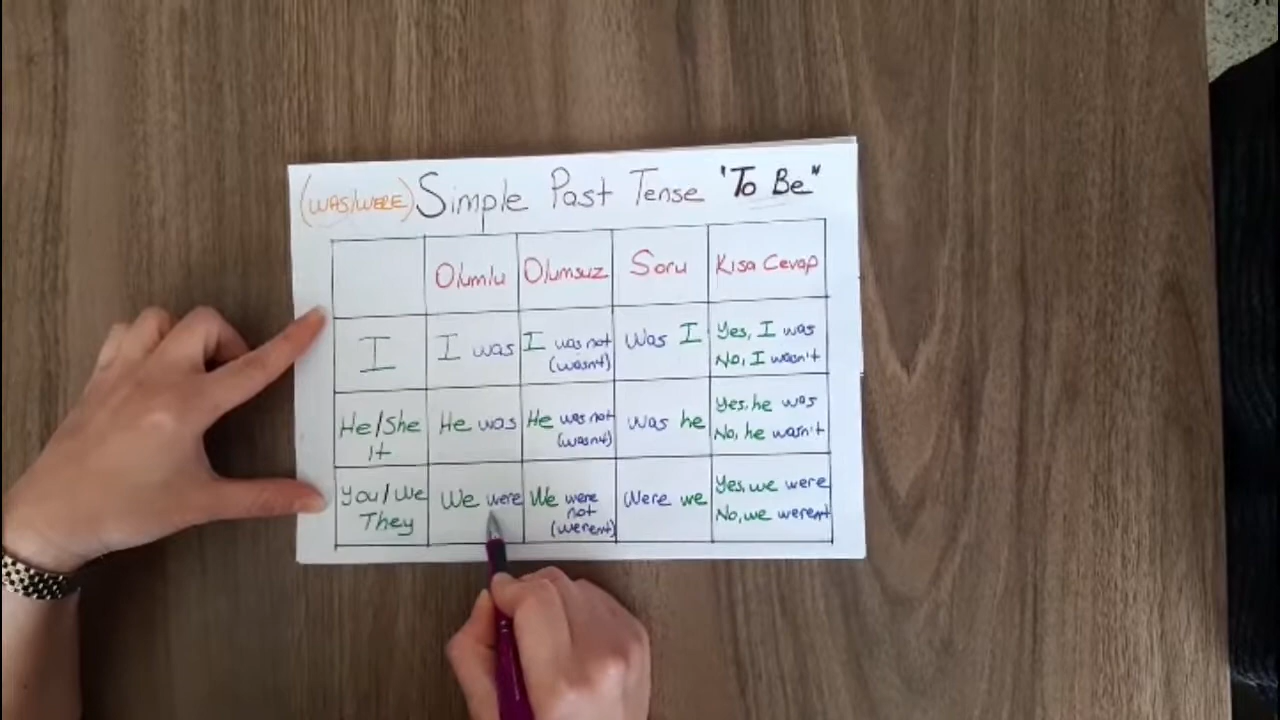 (WAS/WERE) Simple Past Tense "To Be"
Olumlu Olumsuz Soru Kısa Cevap
I I was I was not (wasn't) Was I Yes, I was No, I wasn't
He/She It He was He was not (wasn't) was he Yes, he was No, he wasn't
You/We They We were We were not (weren't) Were we Yes, we were No, we weren't